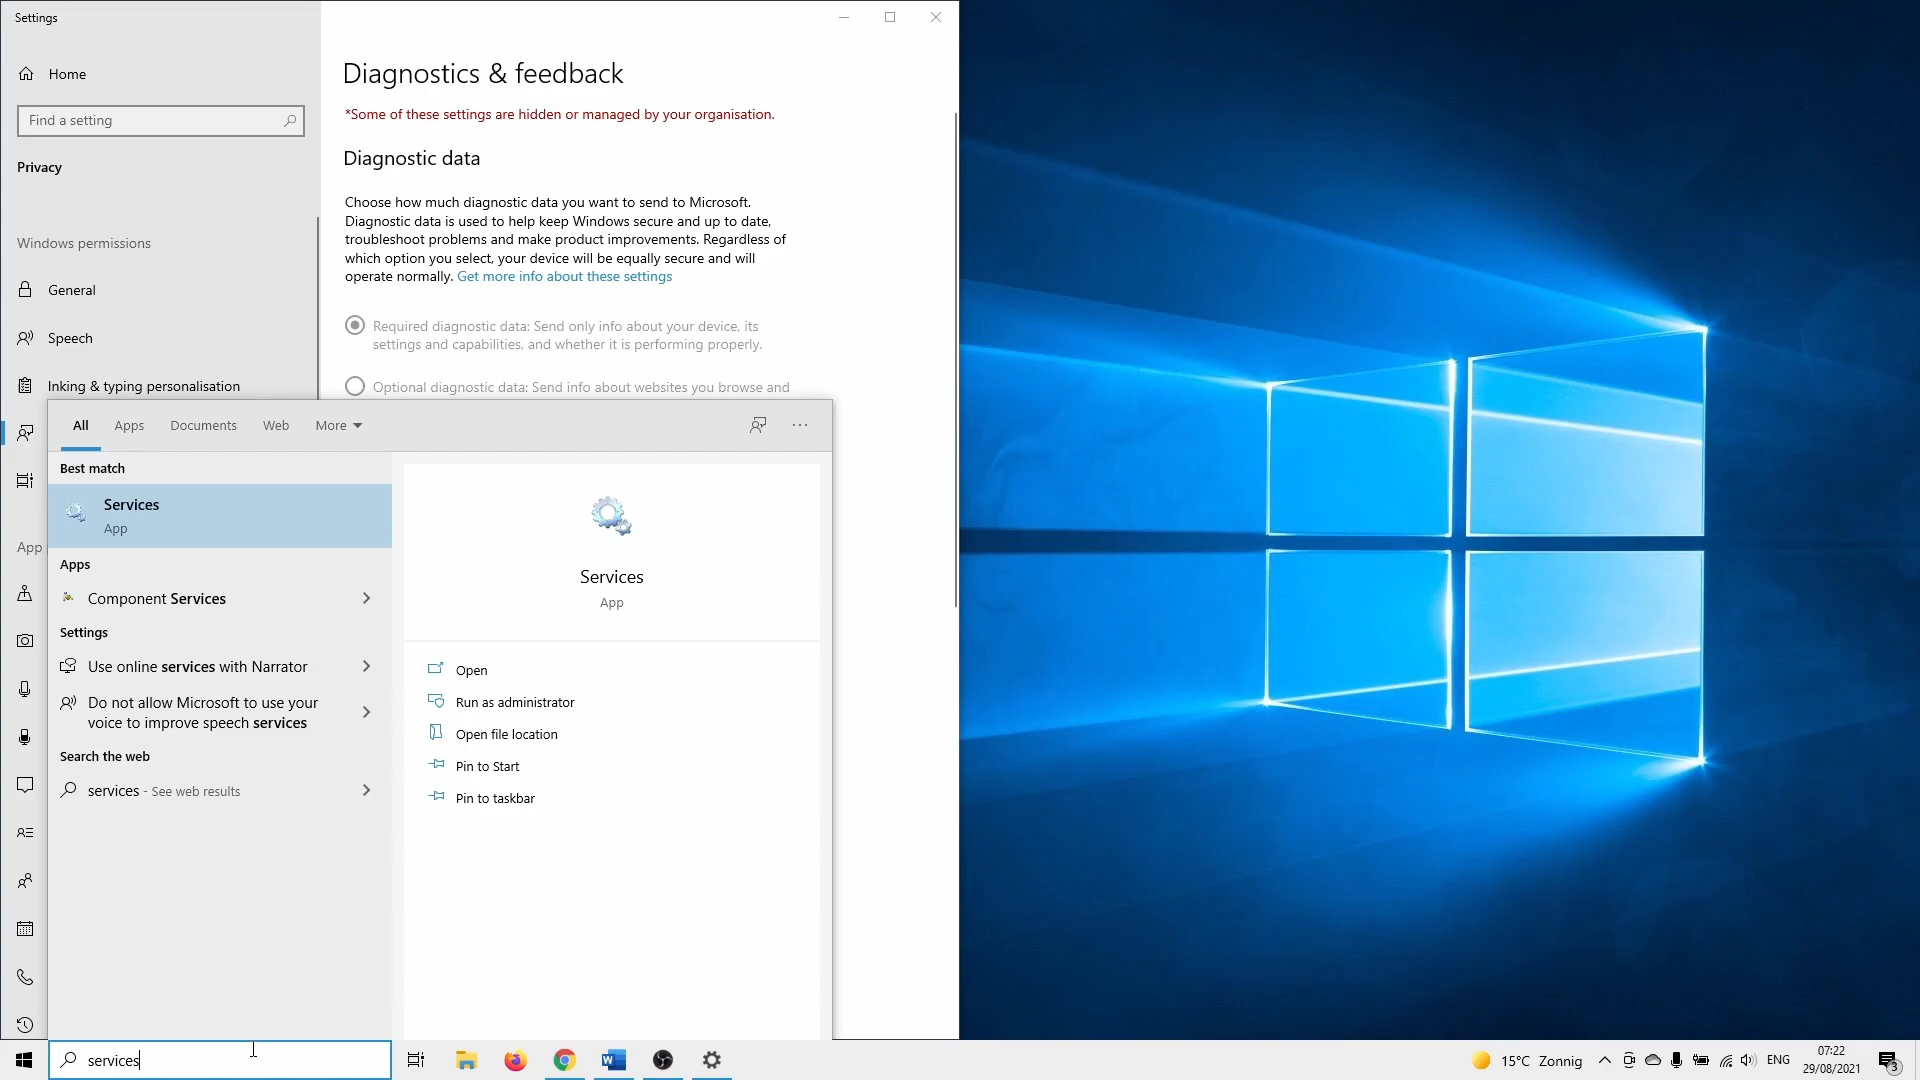 Settings
Home
Find a setting
Privacy
Windows permissions
General
Speech
Inking & typing personalisation
App
Diagnostics & feedback
*Some of these settings are hidden or managed by your organisation.
Diagnostic data
Choose how much diagnostic data you want to send to Microsoft.
Diagnostic data is used to help keep Windows secure and up to date,
troubleshoot problems and make product improvements. Regardless of
which option you select, your device will be equally secure and will
operate normally. Get more info about these settings
Required diagnostic data: Send only info about your device, its
settings and capabilities, and whether it is performing properly.
Optional diagnostic data: Send info about websites you browse and
All Apps Documents Web More
Best match
Services
App
Apps
Component Services
Settings
Use online services with Narrator
Do not allow Microsoft to use your
voice to improve speech services
Search the web
services - See web results
Services
App
Open
Run as administrator
Open file location
Pin to Start
Pin to taskbar
services
15°C Zonnig
ENG
07:22
29/08/2021
3